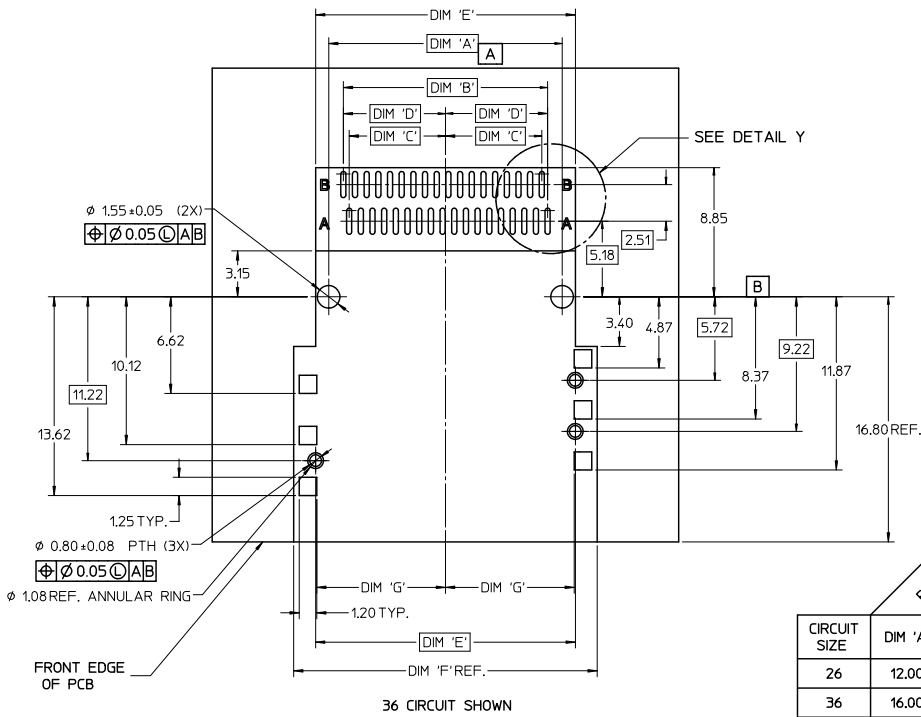 DIM 'E'
DIM 'A'
A
DIM 'B'
DIM 'D' DIM 'D'
DIM 'C' DIM 'C'
SEE DETAIL Y
B B
A A
8.85
2.51
5.18
⌀ 1.55±0.05 (2X)
⌖ ⌀ 0.05 Ⓛ A B
3.15
B
3.40
4.87
5.72
6.62
10.12
11.22
13.62
8.37
9.22
11.87
16.80 REF.
1.25 TYP.
⌀ 0.80±0.08 PTH (3X)
⌖ ⌀ 0.05 Ⓛ A B
⌀ 1.08 REF. ANNULAR RING
DIM 'G' DIM 'G'
1.20 TYP.
DIM 'E'
DIM 'F' REF.
FRONT EDGE
OF PCB
36 CIRCUIT SHOWN
CIRCUIT
SIZE
DIM 'A
26 12.00
36 16.00